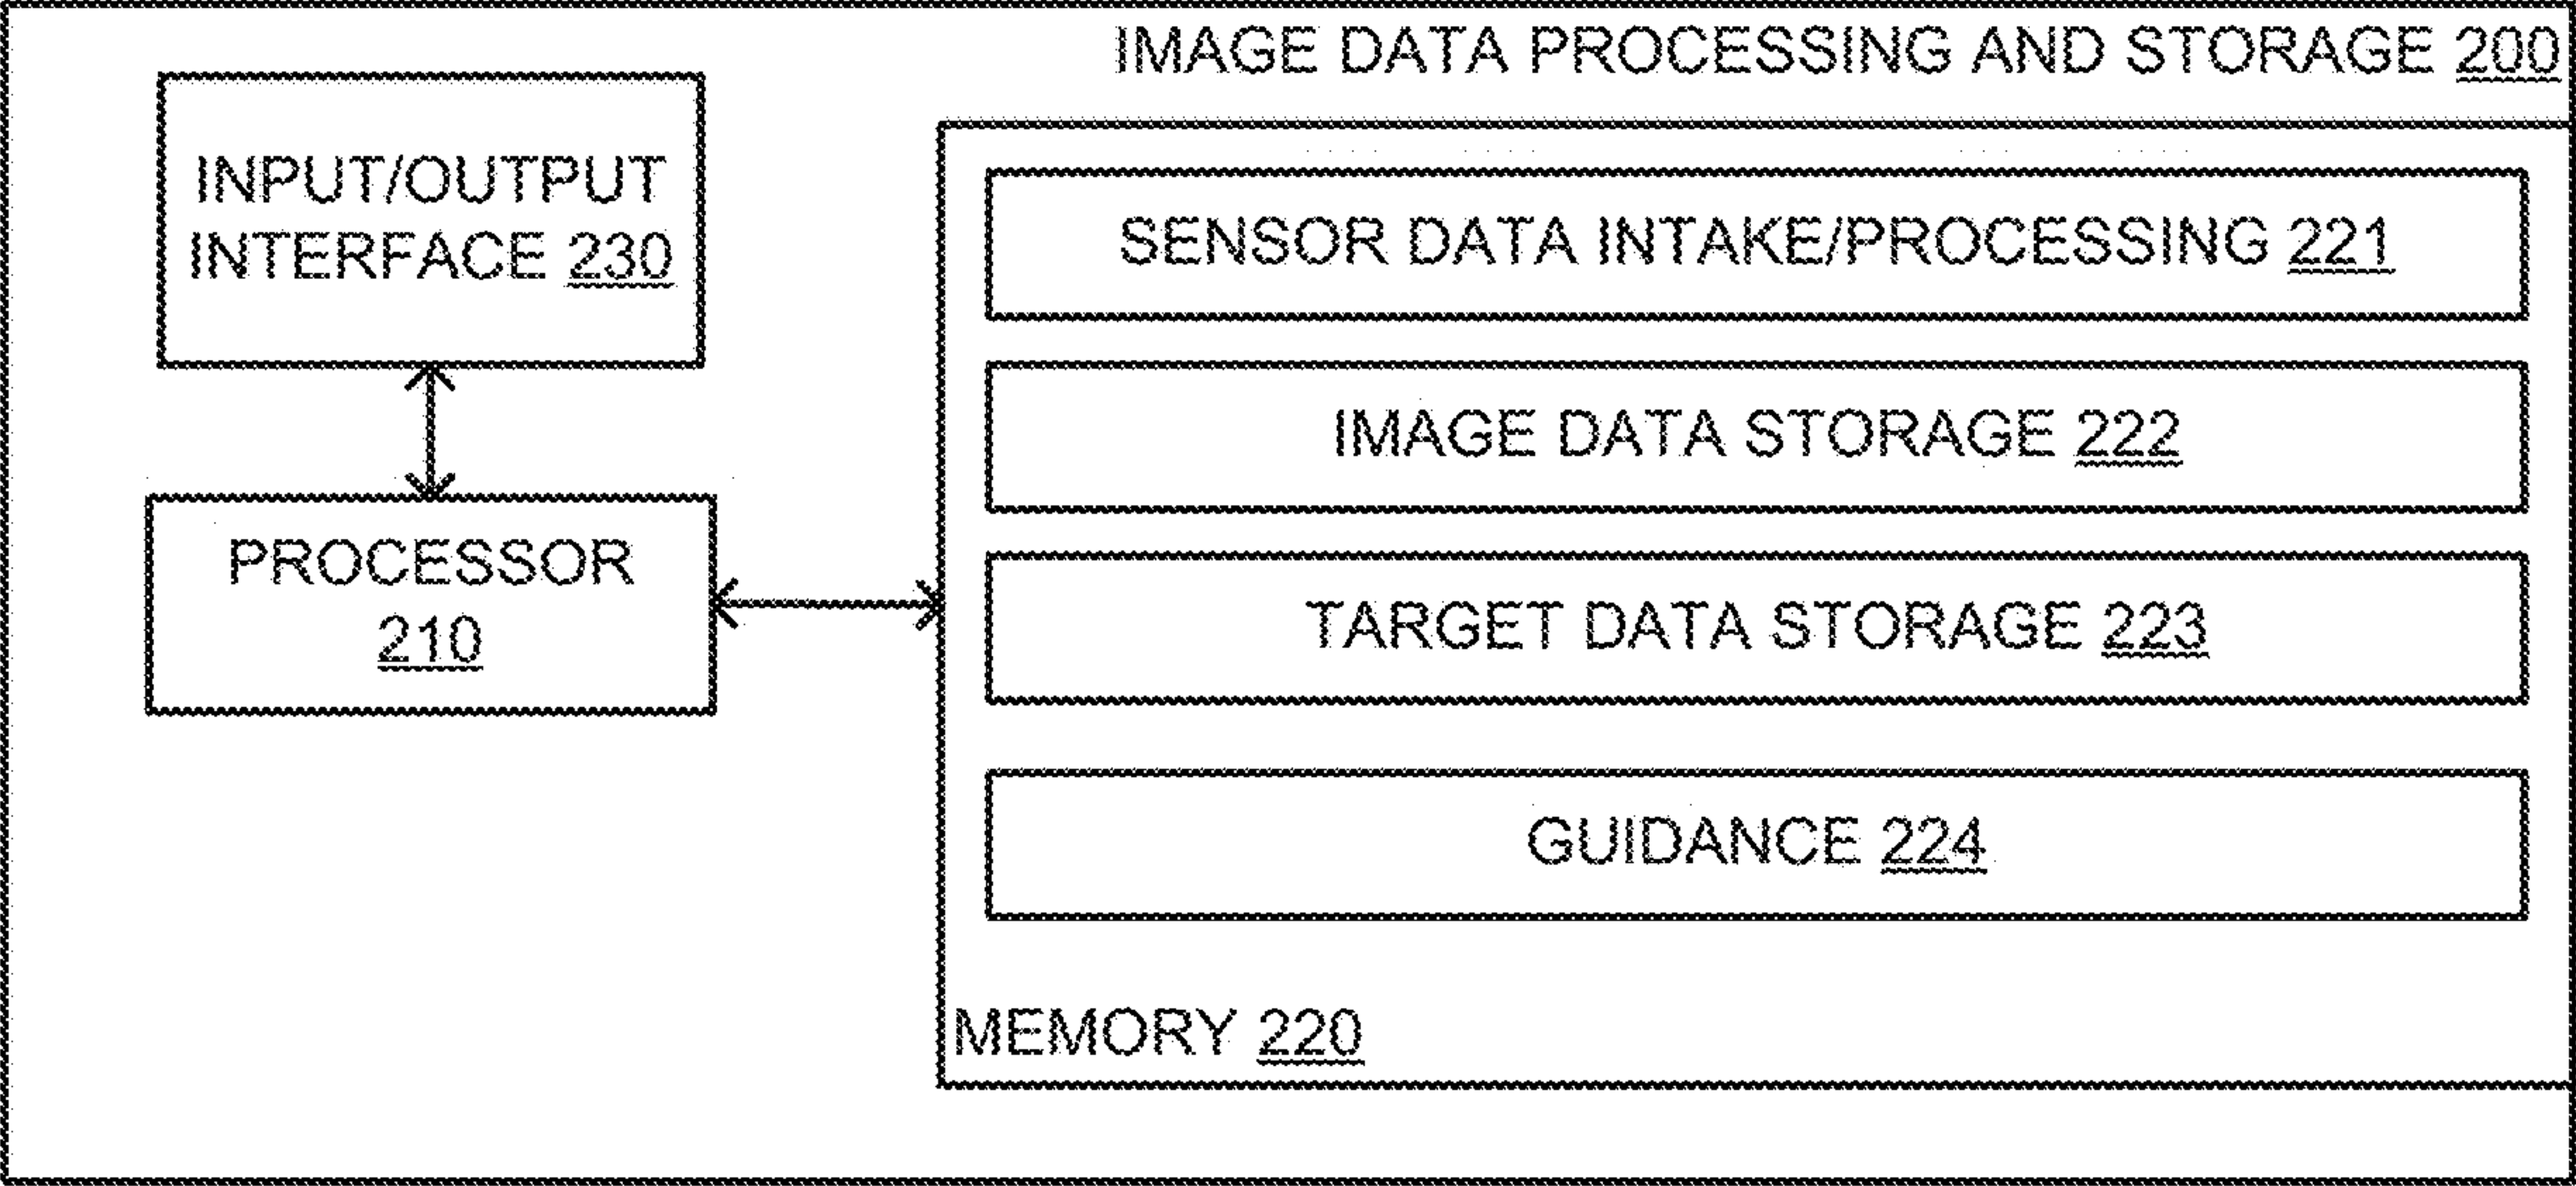 IMAGE DATA PROCESSING AND STORAGE 200
INPUT/OUTPUT
INTERFACE 230
PROCESSOR
210
SENSOR DATA INTAKE/PROCESSING 221
IMAGE DATA STORAGE 222
TARGET DATA STORAGE 223
GUIDANCE 224
MEMORY 220